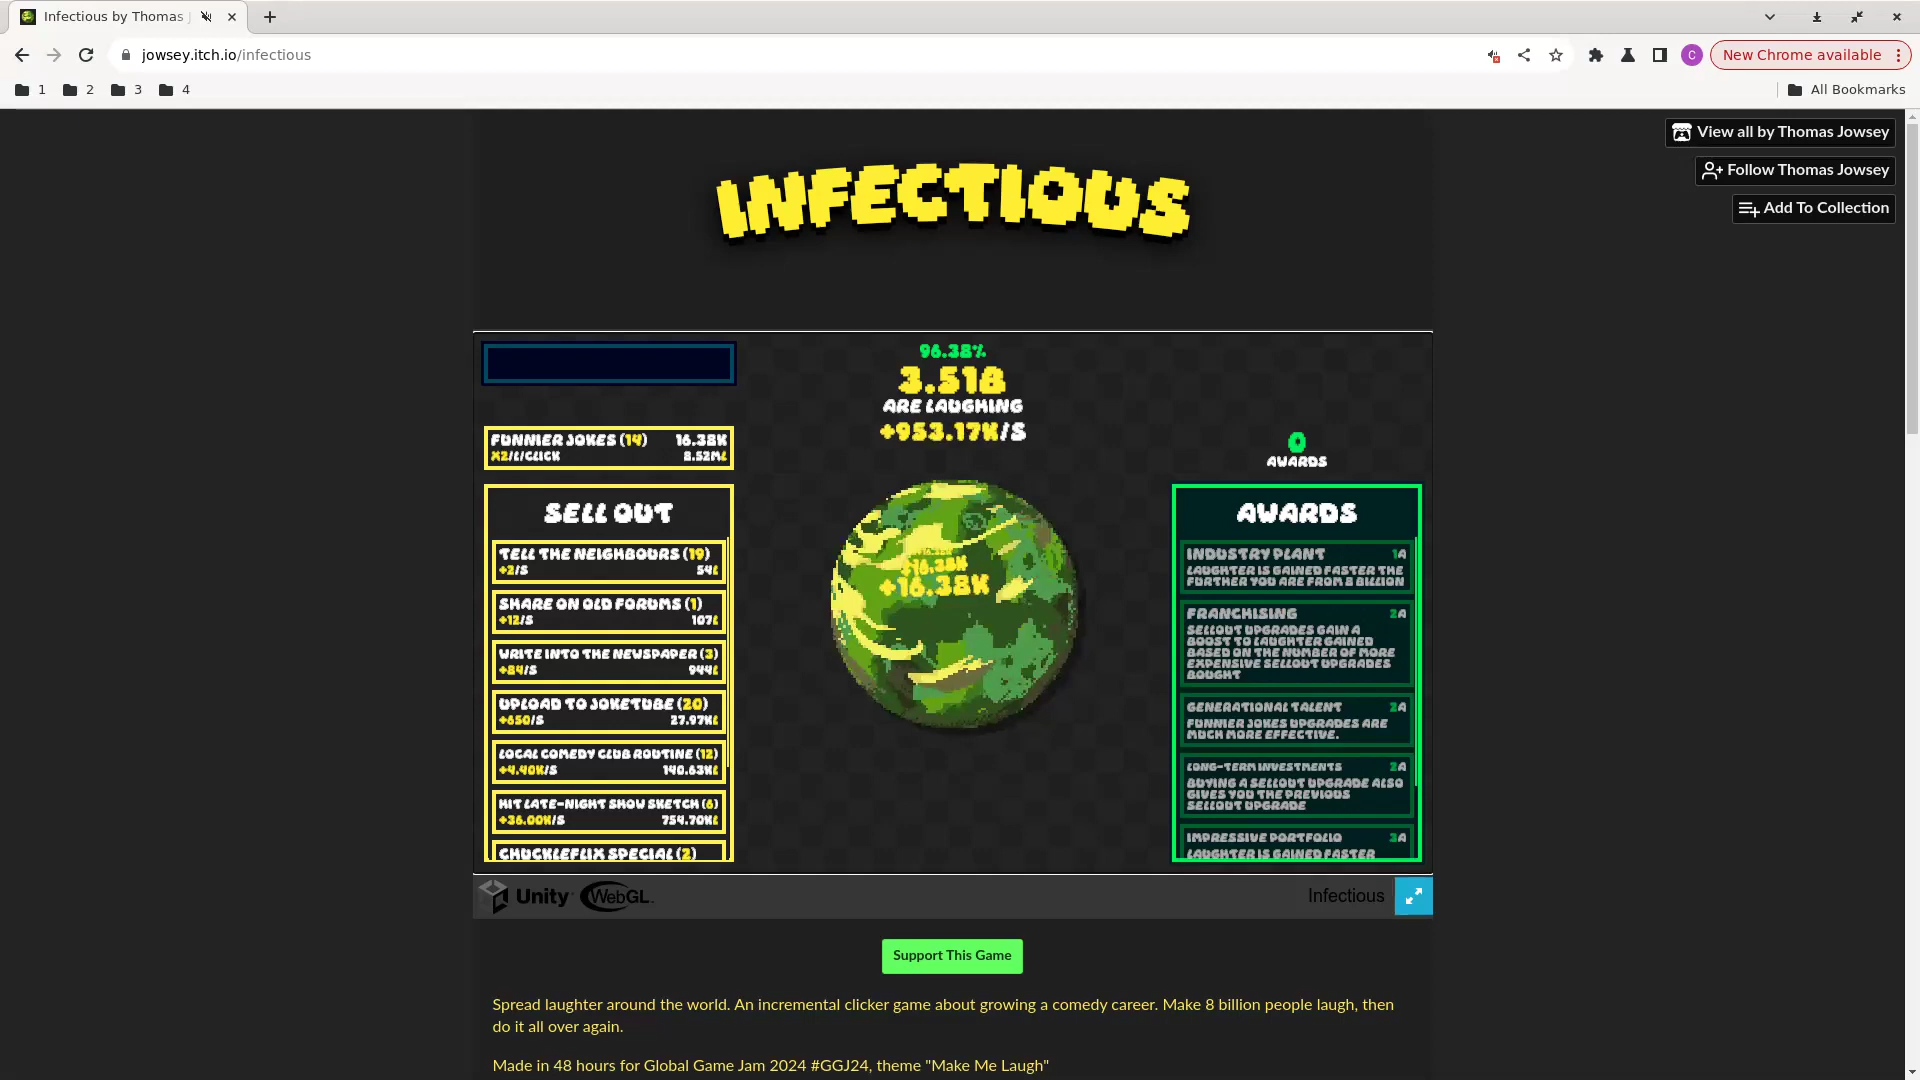 Infectious by Thomas J
jowsey.itch.io/infectious
C
New Chrome available
1
2
3
4
All Bookmarks
View all by Thomas Jowsey
Follow Thomas Jowsey
Add To Collection
INFECTIOUS
96.38%
3.518
ARE LAUGHING
+953.17K/S
FUNNIER JOKES (14) 16.38K
X2/L/CLICK 8.52ML
SELL OUT
TELL THE NEIGHBOURS (19)
+2/S 54L
SHARE ON OLD FORUMS (1)
+12/S 107L
WRITE INTO THE NEWSPAPER (3)
+84/S 944L
UPLOAD TO JOKETUBE (20)
+650/S 27.97KL
LOCAL COMEDY CLUB ROUTINE (12)
+4.40K/S 140.63KL
HIT LATE-NIGHT SHOW SKETCH (6)
+36.00K/S 754.70KL
CHUCKLEFLIX SPECIAL (2)
+16.38K
+16.38K
0
AWARDS
AWARDS
INDUSTRY PLANT 1A
LAUGHTER IS GAINED FASTER THE
FURTHER YOU ARE FROM 8 BILLION
FRANCHISING 2A
SELLOUT UPGRADES GAIN A
BOOST TO LAUGHTER GAINED
BASED ON THE NUMBER OF MORE
EXPENSIVE SELLOUT UPGRADES
BOUGHT
GENERATIONAL TALENT 2A
FUNNIER JOKES UPGRADES ARE
MUCH MORE EFFECTIVE.
LONG-TERM INVESTMENTS 2A
BUYING A SELLOUT UPGRADE ALSO
GIVES YOU THE PREVIOUS
SELLOUT UPGRADE
IMPRESSIVE PORTFOLIO 3A
LAUGHTER IS GAINED FASTER
Unity WebGL
Infectious
Support This Game
Spread laughter around the world. An incremental clicker game about growing a comedy career. Make 8 billion people laugh, then
do it all over again.
Made in 48 hours for Global Game Jam 2024 #GGJ24, theme "Make Me Laugh"